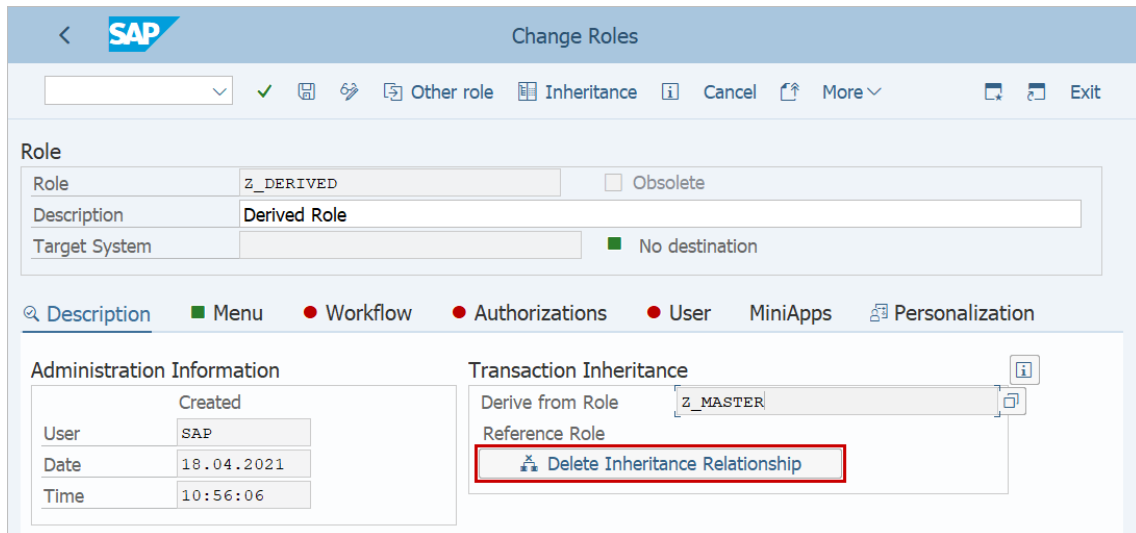 SAP Change Roles
Other role Inheritance Cancel More Exit
Role
Role Z_DERIVED Obsolete
Description Derived Role
Target System No destination
Description Menu Workflow Authorizations User MiniApps Personalization
Administration Information Transaction Inheritance
Created Derive from Role Z_MASTER
User SAP Reference Role
Date 18.04.2021 Delete Inheritance Relationship
Time 10:56:06